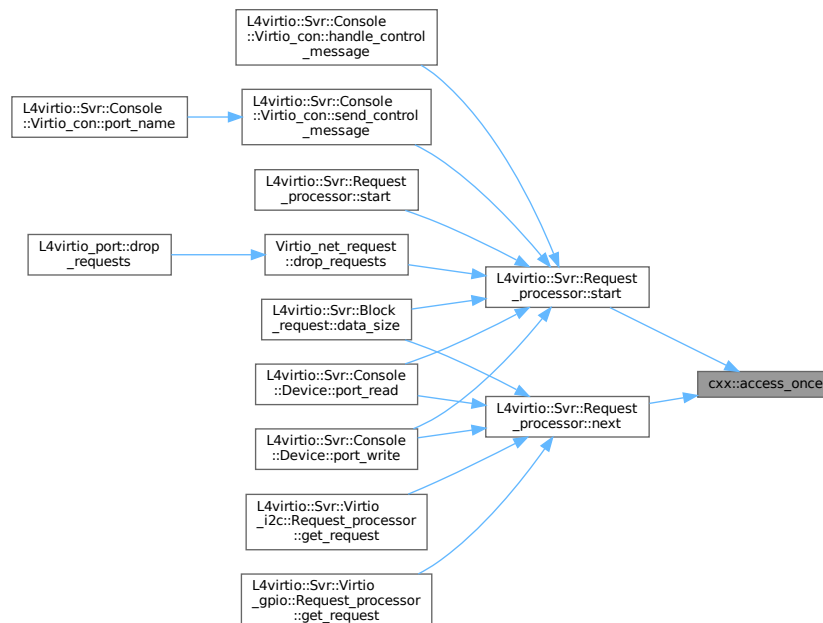 L4virtio::Svr::Console
::Virtio_con::handle_control
_message
L4virtio::Svr::Console
::Virtio_con::port_name
L4virtio::Svr::Console
::Virtio_con::send_control
_message
L4virtio::Svr::Request
_processor::start
L4virtio_port::drop
_requests
Virtio_net_request
::drop_requests
L4virtio::Svr::Request
_processor::start
L4virtio::Svr::Block
_request::data_size
L4virtio::Svr::Console
::Device::port_read
cxx::access_once
L4virtio::Svr::Request
_processor::next
L4virtio::Svr::Console
::Device::port_write
L4virtio::Svr::Virtio
_i2c::Request_processor
::get_request
L4virtio::Svr::Virtio
_gpio::Request_processor
::get_request